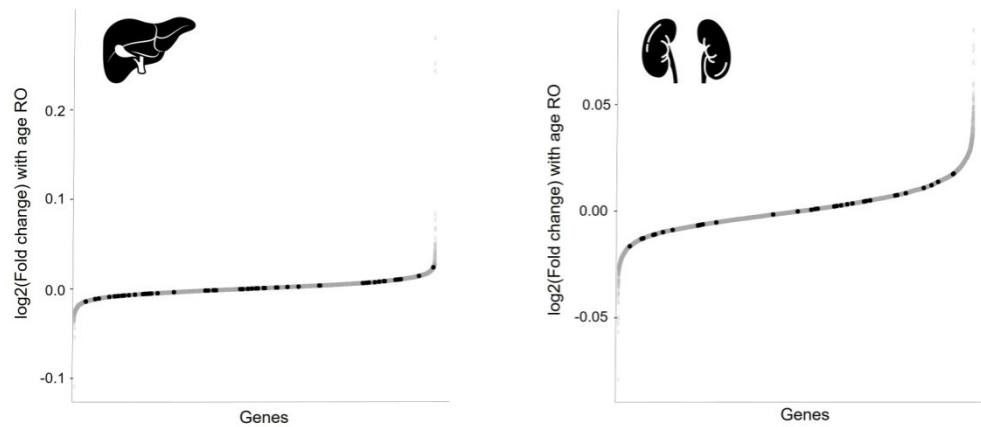 log2(Fold change) with age RO
0.2
0.1
0.0
-0.1
Genes
log2(Fold change) with age RO
0.05
0.00
-0.05
Genes